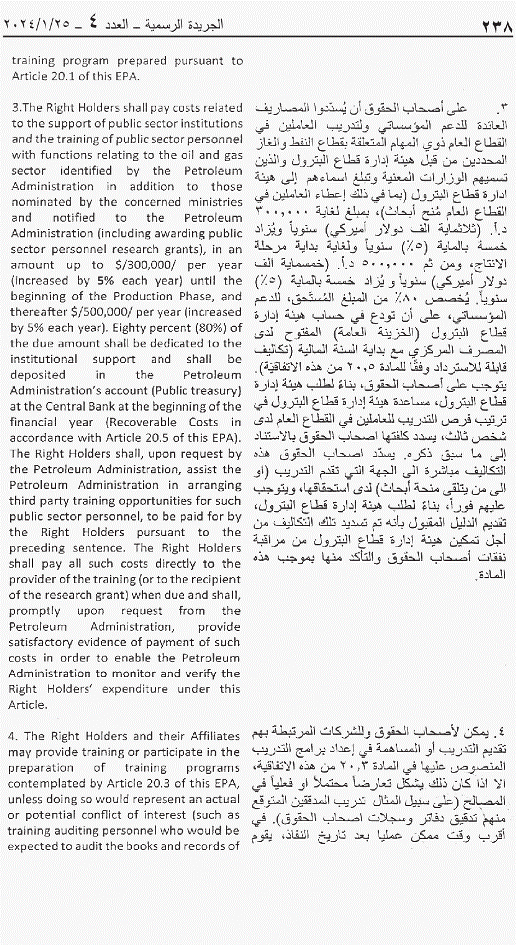 ٢٣٨
الجريدة الرسمية ــ العدد ٤ ــ ٢٠٢٤/١/٢٥
training program prepared pursuant to
Article 20.1 of this EPA.
3.The Right Holders shall pay costs related
to the support of public sector institutions
and the training of public sector personnel
with functions relating to the oil and gas
sector identified by the Petroleum
Administration in addition to those
nominated by the concerned ministries
and notified to the Petroleum
Administration (including awarding public
sector personnel research grants), in an
amount up to $/300,000/ per year
(Increased by 5% each year) until the
beginning of the Production Phase, and
thereafter $/500,000/ per year (increased
by 5% each year). Eighty percent (80%) of
the due amount shall be dedicated to the
institutional support and shall be
deposited in the Petroleum
Administration's account (Public treasury)
at the Central Bank at the beginning of the
financial year (Recoverable Costs in
accordance with Article 20.5 of this EPA).
The Right Holders shall, upon request by
the Petroleum Administration, assist the
Petroleum Administration in arranging
third party training opportunities for such
public sector personnel, to be paid for by
the Right Holders pursuant to the
preceding sentence. The Right Holders
shall pay all such costs directly to the
provider of the training (or to the recipient
of the research grant) when due and shall,
promptly upon request from the
Petroleum Administration, provide
satisfactory evidence of payment of such
costs in order to enable the Petroleum
Administration to monitor and verify the
Right Holders' expenditure under this
Article.
4. The Right Holders and their Affiliates
may provide training or participate in the
preparation of training programs
contemplated by Article 20.3 of this EPA,
unless doing so would represent an actual
or potential conflict of interest (such as
training auditing personnel who would be
expected to audit the books and records of
٣. على أصحاب الحقوق أن يُسدّدوا المصاريف
العائدة للدعم المؤسساتي ولتدريب العاملين في
القطاع العام ذوي المهام المتعلقة بقطاع النفط والغاز
المحددين من قبل هيئة إدارة قطاع البترول والذين
تسميهم الوزارات المعنية وتبلغ اسماءهم إلى هيئة
ادارة قطاع البترول (بما في ذلك إعطاء العاملين في
القطاع العام مُنح أبحاث)، بمبلغ لغاية ٣٠٠,٠٠٠
د.أ. (ثلاثماية الف دولار أميركي) سنوياً ويُزاد
خمسة بالماية (٥٪) سنوياً ولغاية بداية مرحلة
الانتاج، ومن ثم ٥٠٠,٠٠٠ د.أ. (خمسماية الف
دولار أميركي) سنوياً و يُزاد خمسة بالماية (٥٪)
سنوياً. يُخصص ٨٠٪ من المبلغ المُستَحق، للدعم
المؤسساتي، على أن تودع في حساب هيئة إدارة
قطاع البترول (الخزينة العامة) المفتوح لدى
المصرف المركزي مع بداية السنة المالية (تكاليف
قابلة للاسترداد وفقًا للمادة ٢٠,٥ من هذه الاتفاقية).
يتوجب على أصحاب الحقوق، بناءً لطلب هيئة إدارة
قطاع البترول، مساعدة هيئة إدارة قطاع البترول في
ترتيب فرص التدريب للعاملين في القطاع العام لدى
شخص ثالث، يسدد كلفتها اصحاب الحقوق بالاستناد
إلى ما سبق ذكره. يسدّد اصحاب الحقوق هذه
التكاليف مباشرة الى الجهة التي تقدم التدريب (او
الى من يتلقى منحة أبحاث) لدى استحقاقها، ويتوجب
عليهم فوراً، بناءً لطلب هيئة إدارة قطاع البترول،
تقديم الدليل المقبول بأنه تم تسديد تلك التكاليف من
أجل تمكين هيئة إدارة قطاع البترول من مراقبة
نفقات أصحاب الحقوق والتأكد منها بموجب هذه
المادة.
٤. يمكن لأصحاب الحقوق وللشركات المرتبطة بهم
تقديم التدريب أو المساهمة في إعداد برامج التدريب
المنصوص عليها في المادة ٢٠,٣ من هذه الاتفاقية،
الا اذا كان ذلك يشكل تعارضاً محتملاً او فعلياً في
المصالح (على سبيل المثال تدريب المدققين المتوقع
منهم تدقيق دفاتر وسجلات اصحاب الحقوق). في
أقرب وقت ممكن عمليا بعد تاريخ النفاذ، يقوم